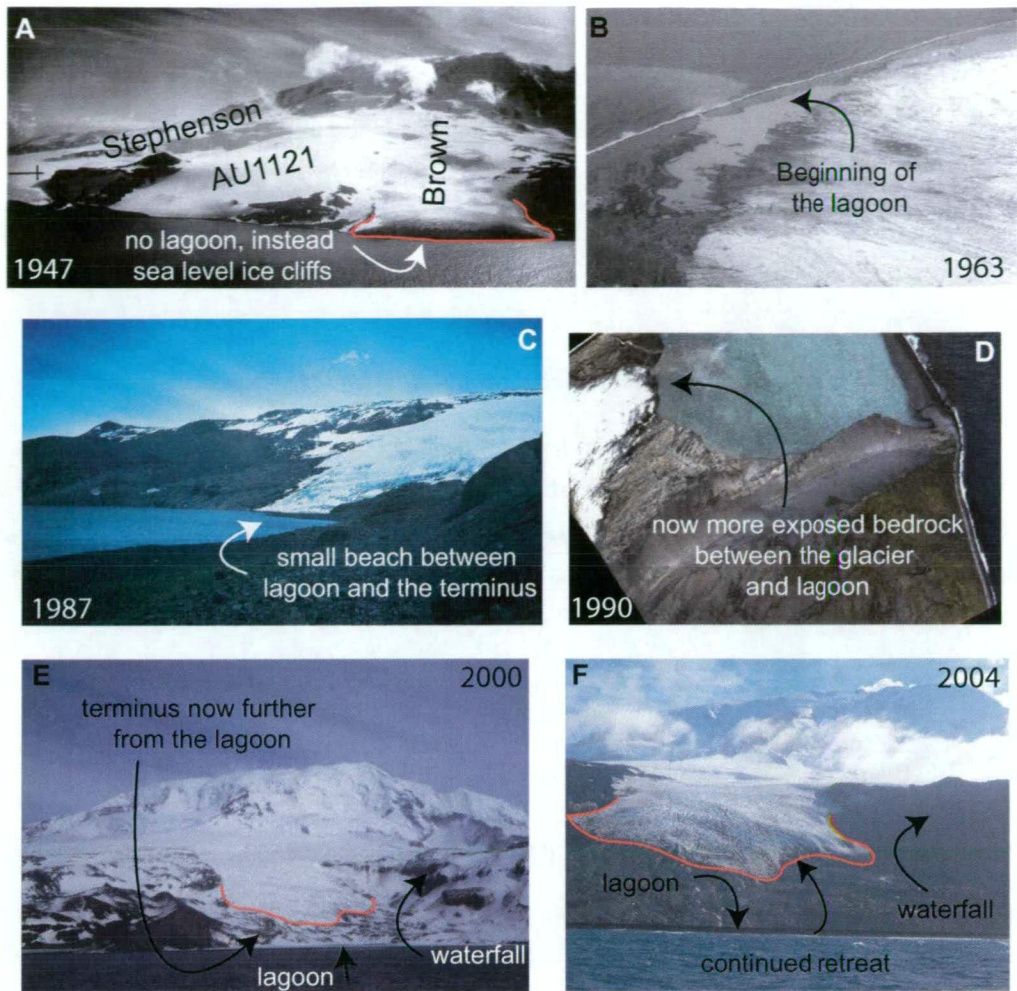 A
Stephenson
AU1121
Brown
no lagoon, instead
sea level ice cliffs
1947
B
Beginning of
the lagoon
1963
C
small beach between
lagoon and the terminus
1987
D
now more exposed bedrock
between the glacier
and lagoon
1990
E
2000
terminus now further
from the lagoon
waterfall
lagoon
F
2004
lagoon
waterfall
continued retreat